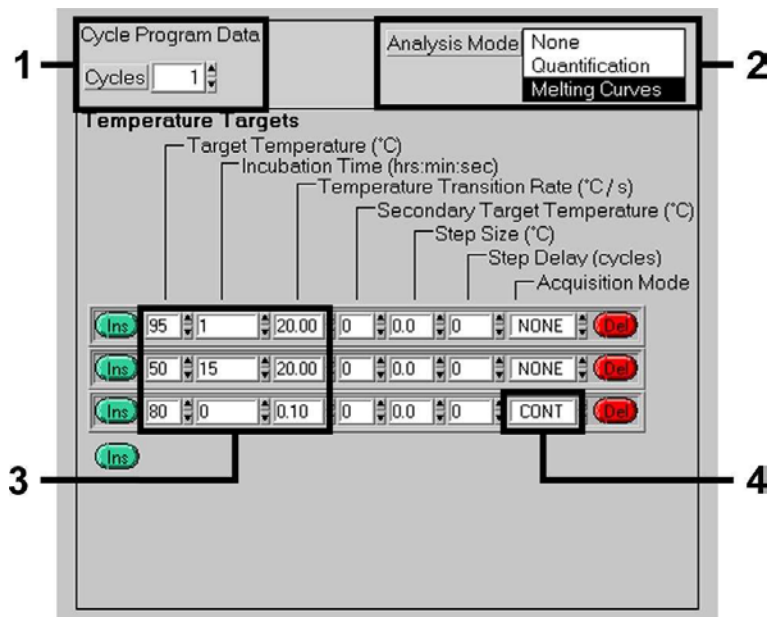 Cycle Program Data
Cycles 1
Analysis Mode None
Quantification
Melting Curves
1
2
Temperature Targets
Target Temperature (°C)
Incubation Time (hrs:min:sec)
Temperature Transition Rate (°C / s)
Secondary Target Temperature (°C)
Step Size (°C)
Step Delay (cycles)
Acquisition Mode
Ins 95 1 20.00 0 0.0 0 NONE Del
Ins 50 15 20.00 0 0.0 0 NONE Del
Ins 80 0 0.10 0 0.0 0 CONT Del
Ins
3
4